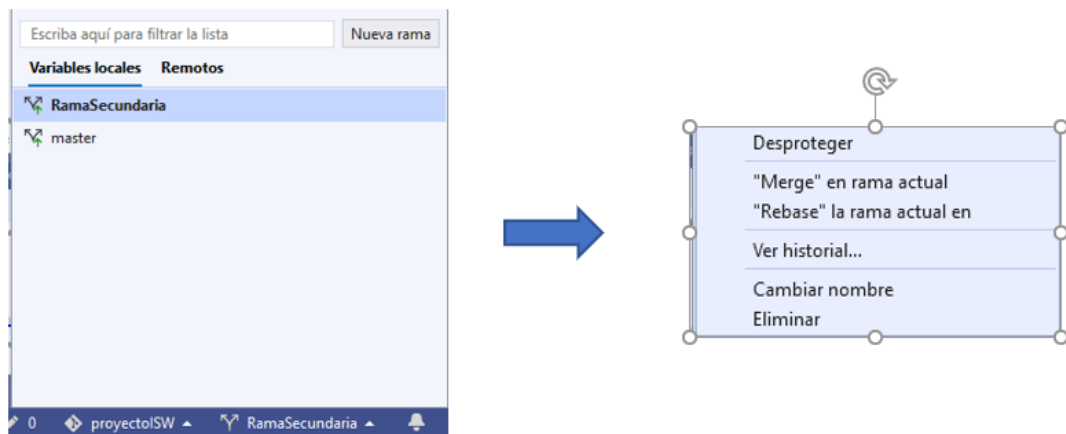 Escriba aquí para filtrar la lista
Nueva rama
Variables locales Remotos
RamaSecundaria
master
0 proyectoISW RamaSecundaria
Desproteger
"Merge" en rama actual
"Rebase" la rama actual en
Ver historial...
Cambiar nombre
Eliminar